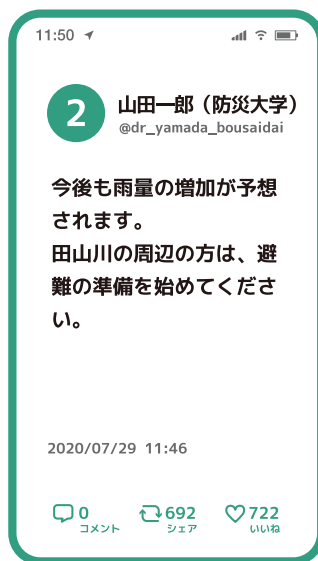 11:50
2
山田一郎（防災大学）
@dr_yamada_bousaidai
今後も雨量の増加が予想
されます。
田山川の周辺の方は、避
難の準備を始めてくださ
い。
2020/07/29 11:46
0 692 722
コメント シェア いいね